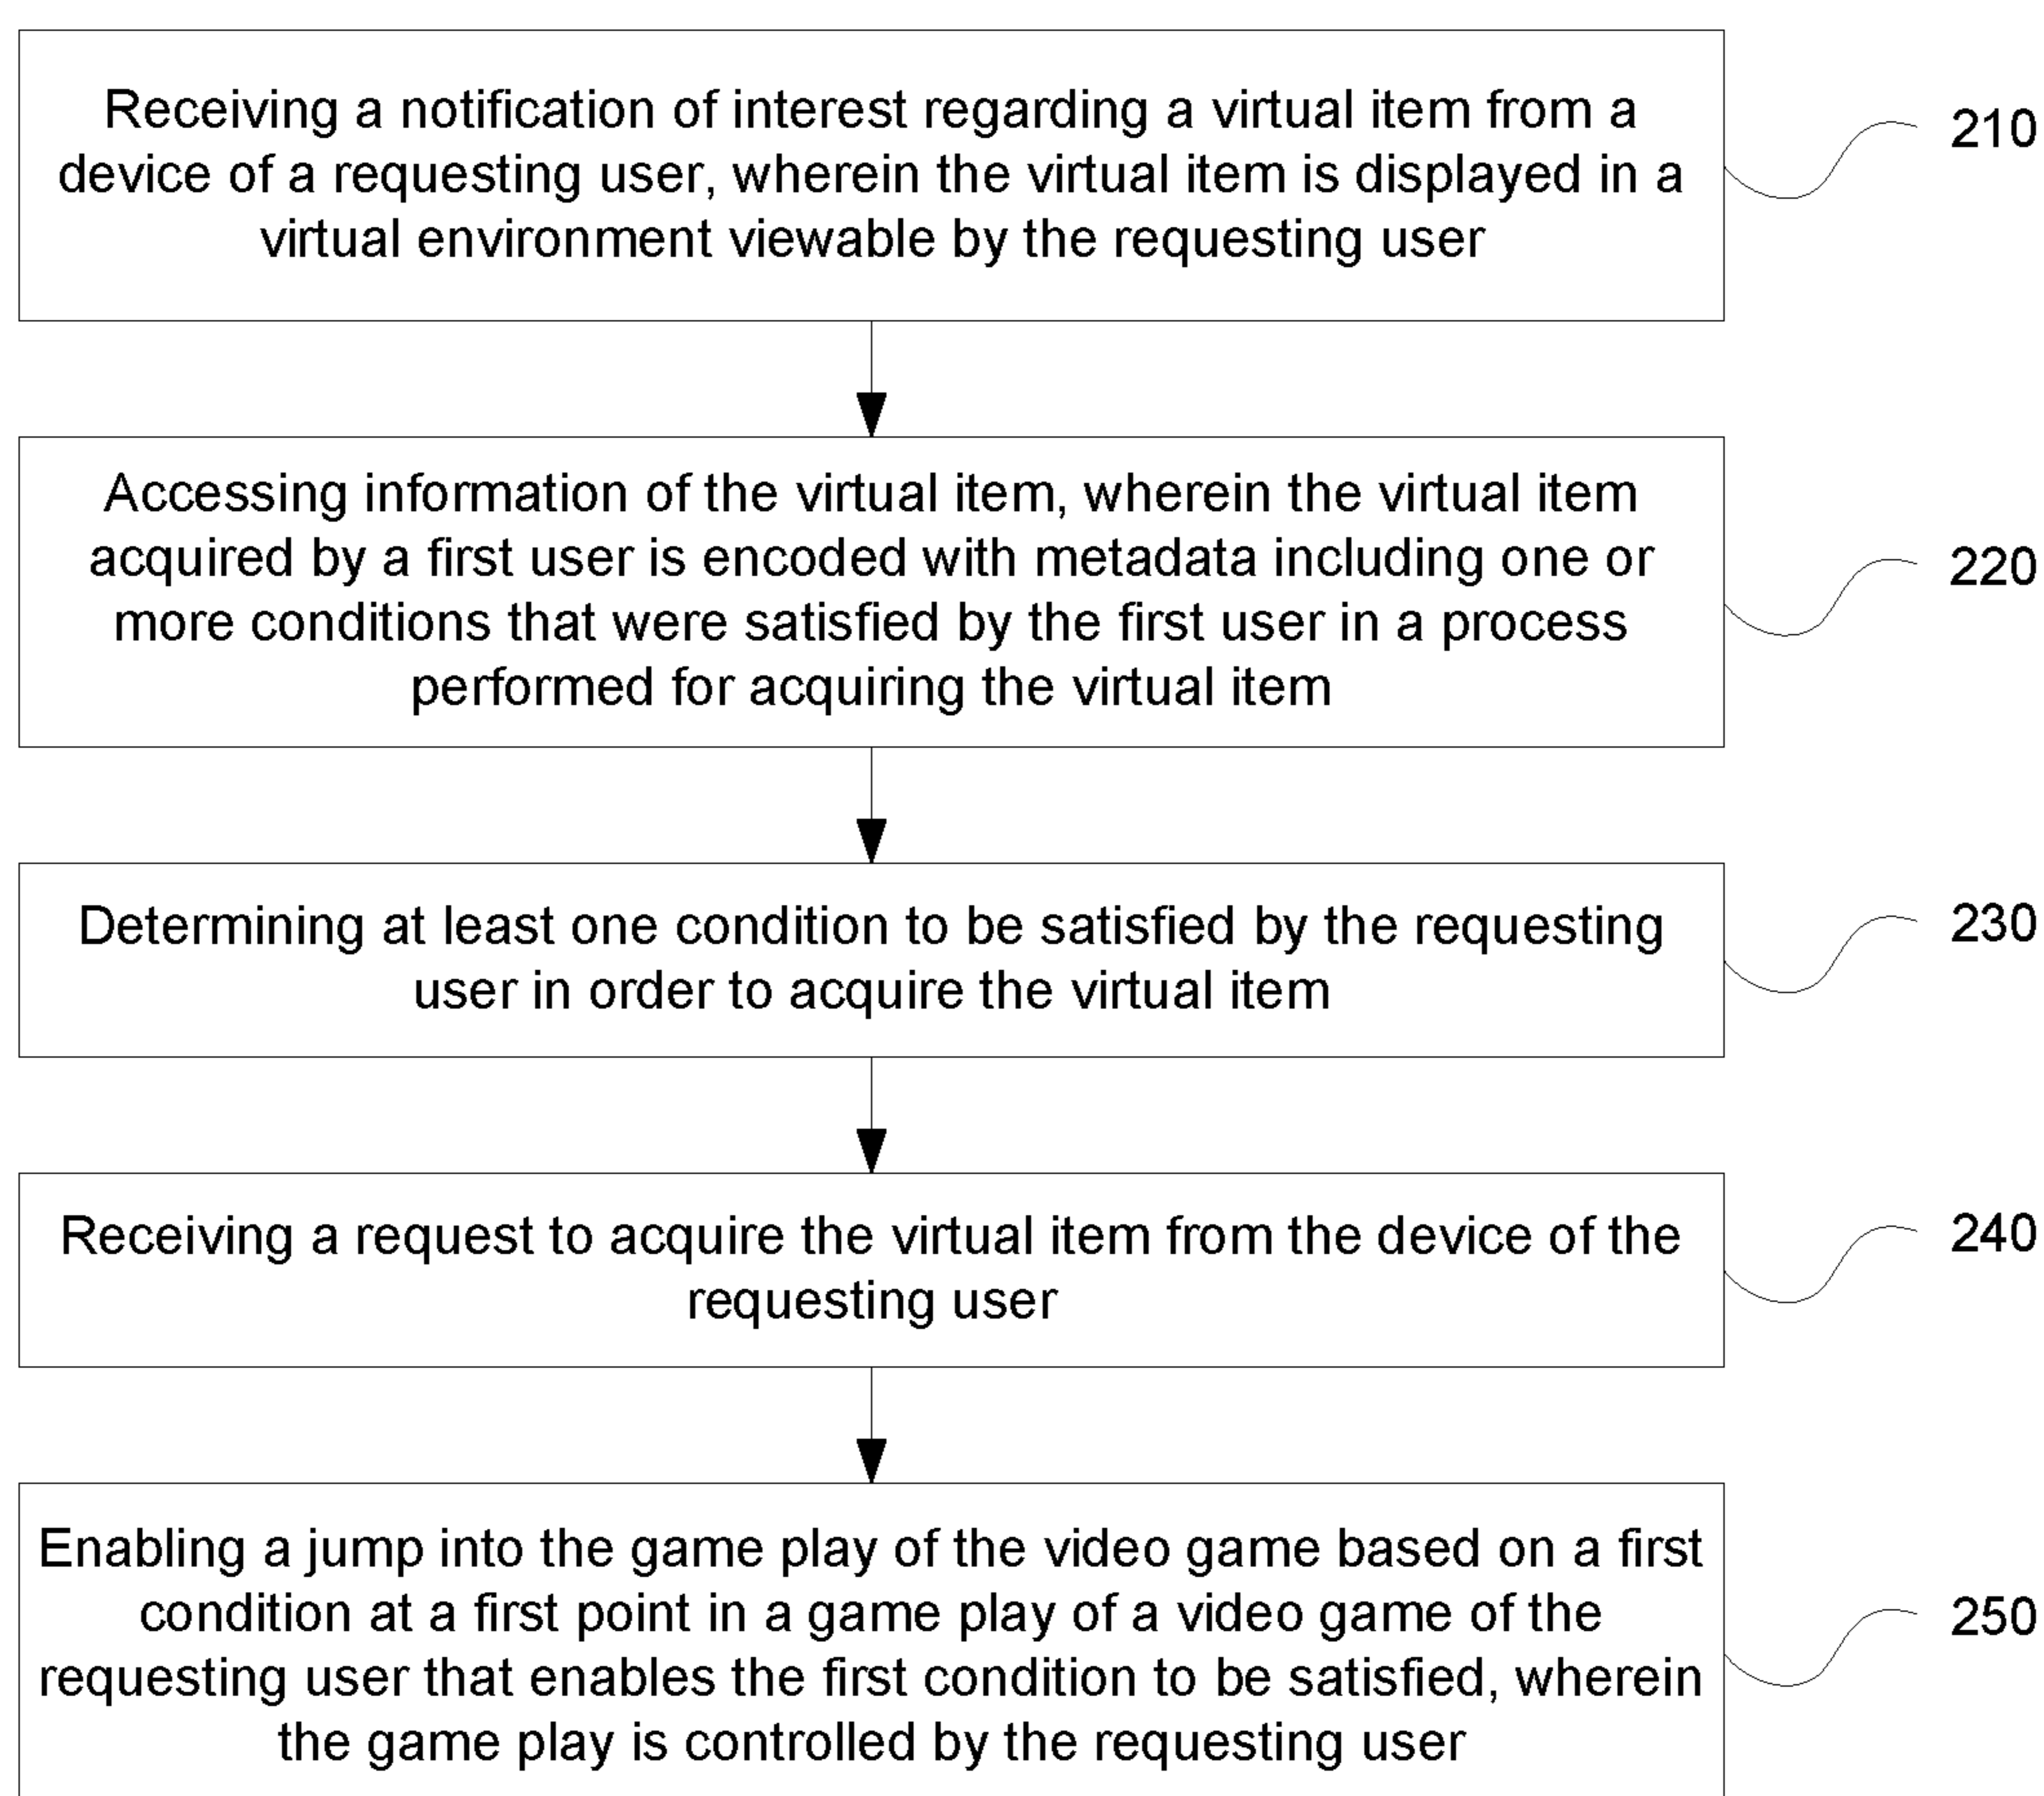 Receiving a notification of interest regarding a virtual item from a
device of a requesting user, wherein the virtual item is displayed in a
virtual environment viewable by the requesting user
210
Accessing information of the virtual item, wherein the virtual item
acquired by a first user is encoded with metadata including one or
more conditions that were satisfied by the first user in a process
performed for acquiring the virtual item
220
Determining at least one condition to be satisfied by the requesting
user in order to acquire the virtual item
230
Receiving a request to acquire the virtual item from the device of the
requesting user
240
Enabling a jump into the game play of the video game based on a first
condition at a first point in a game play of a video game of the
requesting user that enables the first condition to be satisfied, wherein
the game play is controlled by the requesting user
250